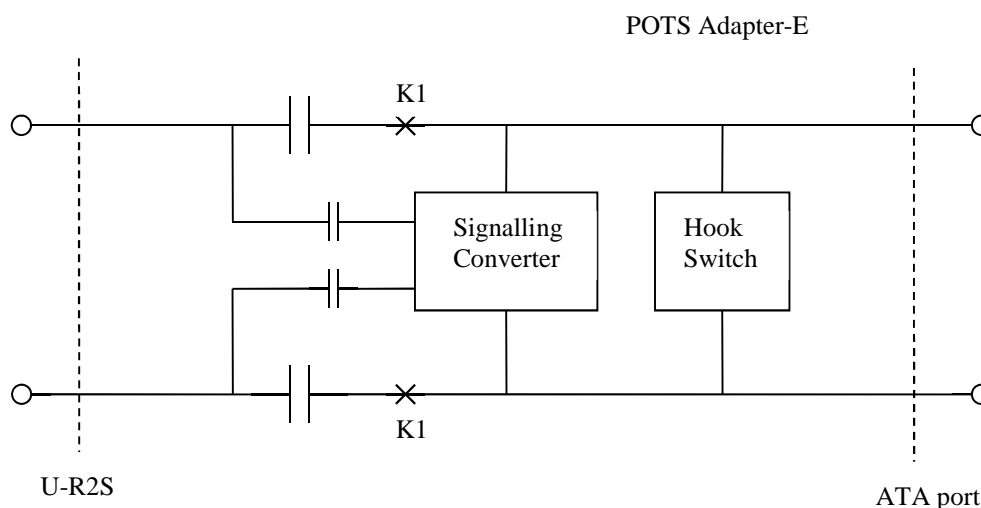 POTS Adapter-E
K1
Signalling
Converter
Hook
Switch
K1
U-R2S
ATA port